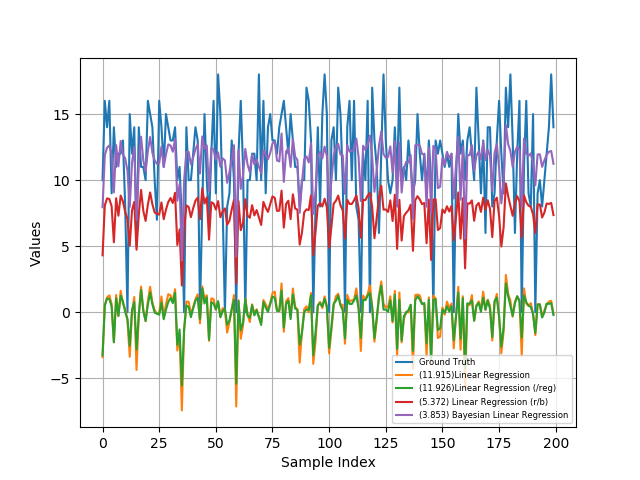 15
10
5
0
−5
Values
0
25
50
75
100
125
150
175
200
Sample Index
Ground Truth
(11.915)Linear Regression
(11.926)Linear Regression (/reg)
(5.372) Linear Regression (r/b)
(3.853) Bayesian Linear Regression